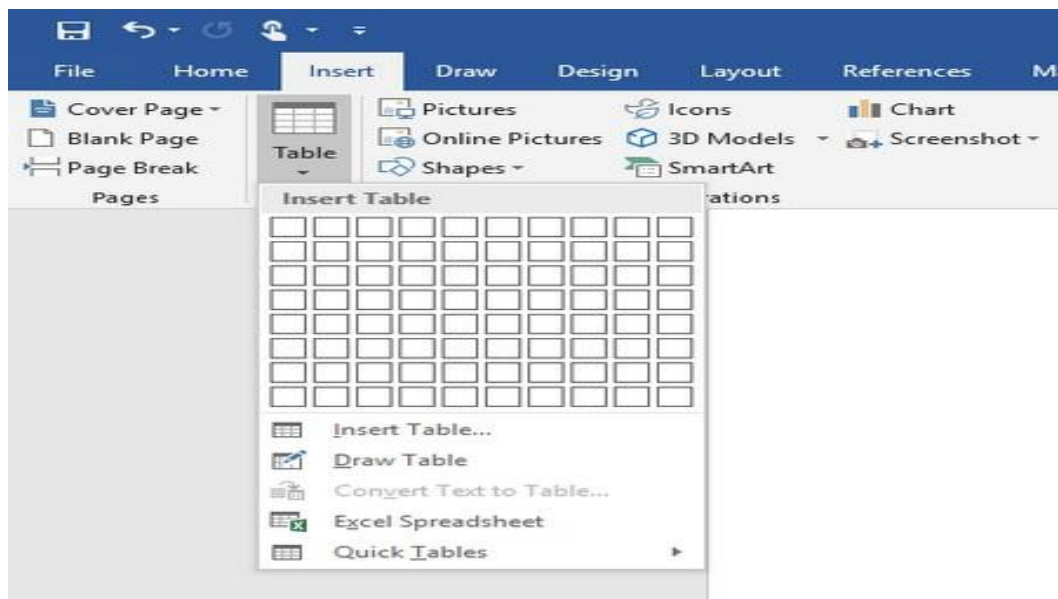 File Home Insert Draw Design Layout References M
Cover Page
Blank Page
Page Break
Pages
Table
Pictures
Online Pictures
Shapes
Icons
3D Models
SmartArt
ations
Chart
Screenshot
Insert Table
Insert Table...
Draw Table
Convert Text to Table...
Excel Spreadsheet
Quick Tables